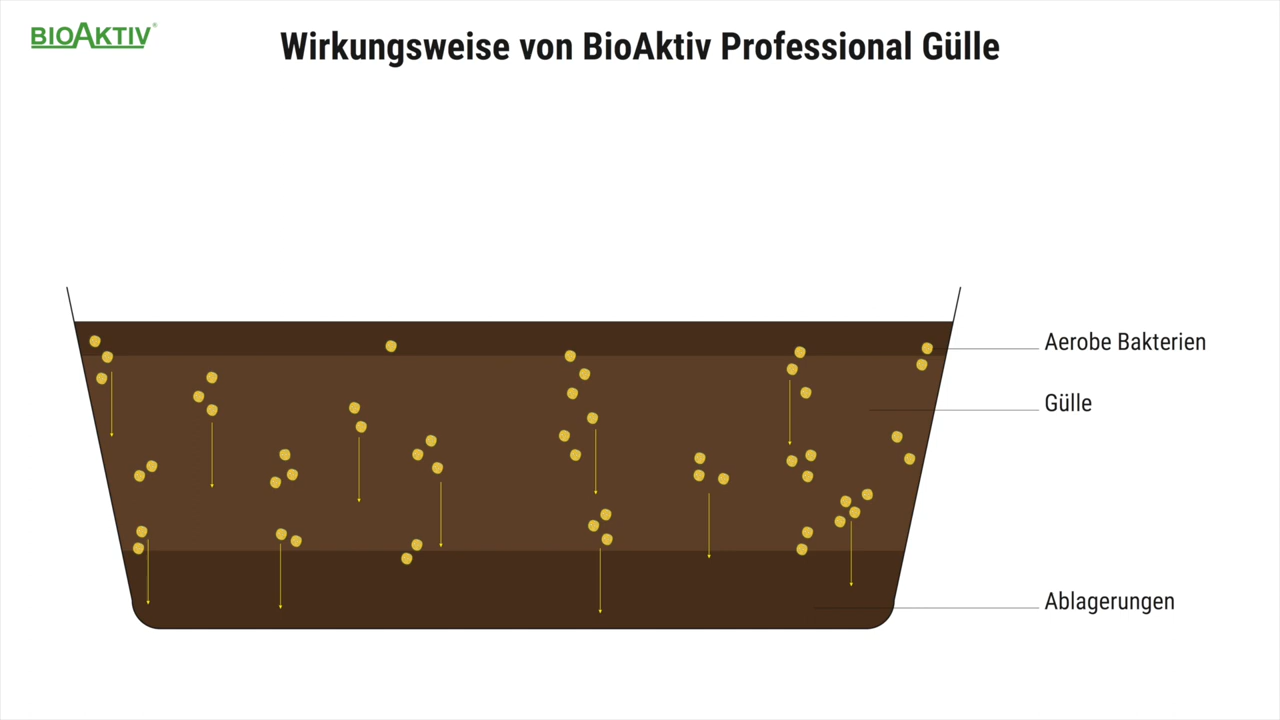 BIOAKTIV®
Wirkungsweise von BioAktiv Professional Gülle
Aerobe Bakterien
Gülle
Ablagerungen